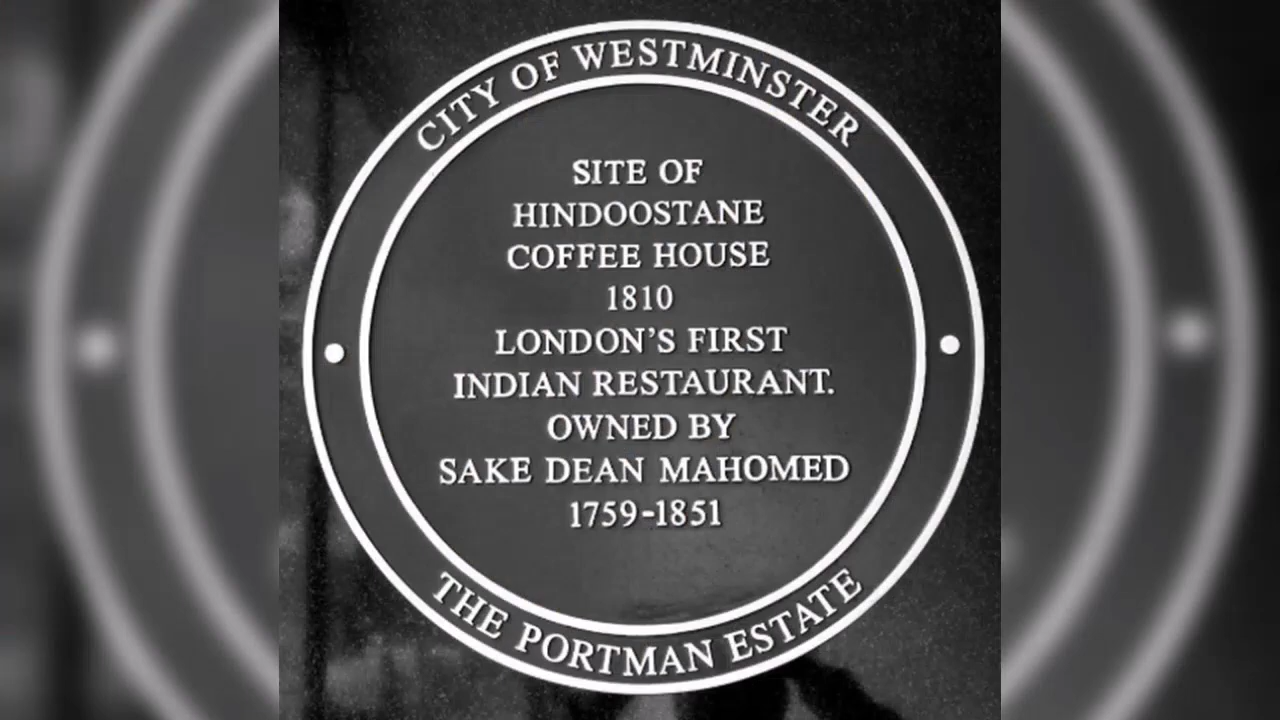 CITY OF WESTMINSTER
SITE OF
HINDOOSTANE
COFFEE HOUSE
1810
LONDON'S FIRST
INDIAN RESTAURANT.
OWNED BY
SAKE DEAN MAHOMED
1759-1851
THE PORTMAN ESTATE